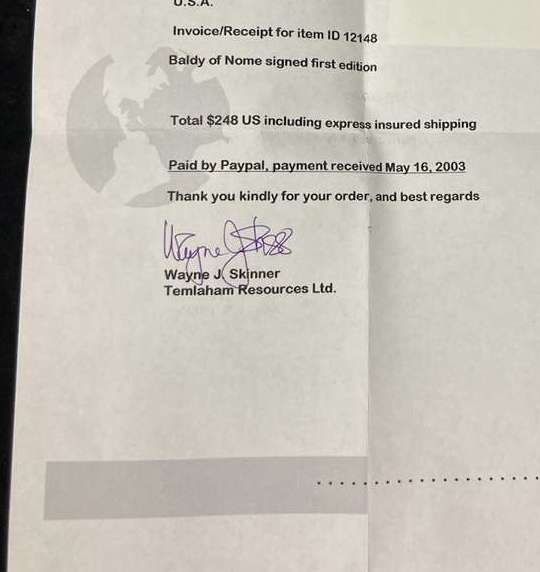 U.S.A.
Invoice/Receipt for item ID 12148
Baldy of Nome signed first edition
Total $248 US including express insured shipping
Paid by Paypal, payment received May 16, 2003
Thank you kindly for your order, and best regards
Wayne J Skinner
Temlaham Resources Ltd.